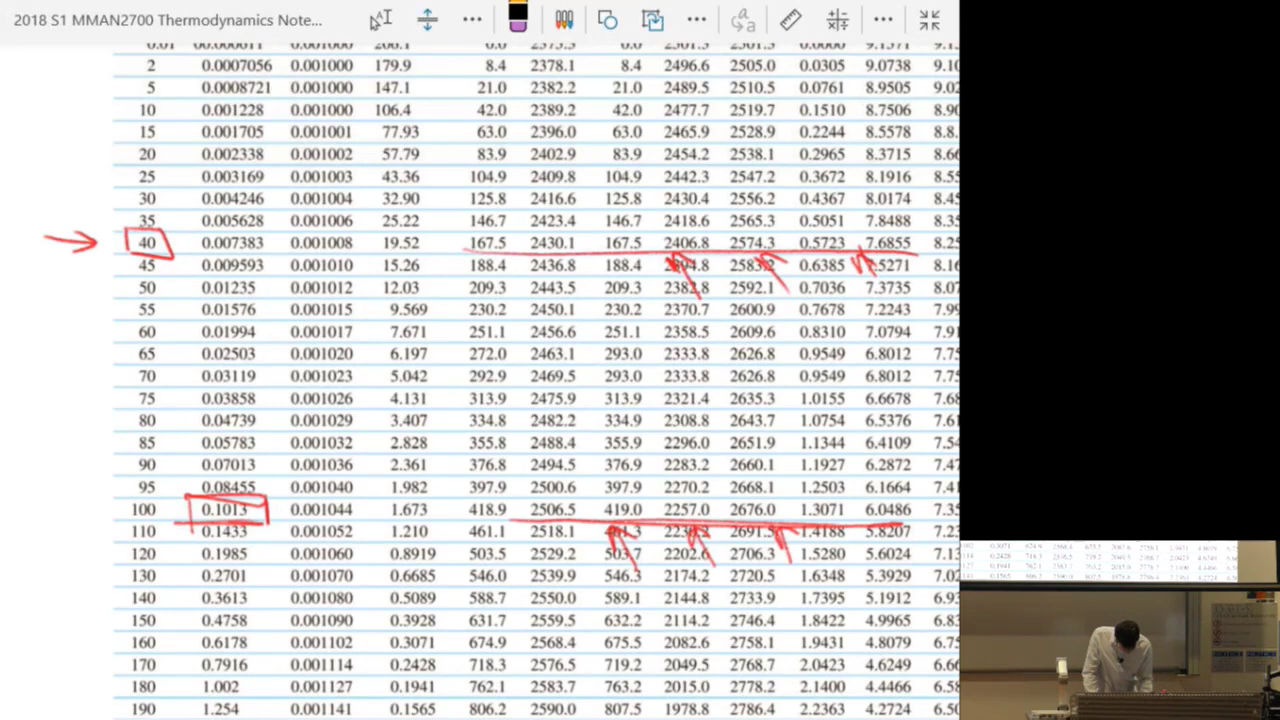 2018 S1 MMAN2700 Thermodynamics Note...
2 0.0007056 0.001000 179.9 8.4 2378.1 8.4 2496.6 2505.0 0.0305 9.0738
5 0.0008721 0.001000 147.1 21.0 2382.2 21.0 2489.5 2510.5 0.0761 8.9505
10 0.001228 0.001000 106.4 42.0 2389.2 42.0 2477.7 2519.7 0.1510 8.7506
15 0.001705 0.001001 77.93 63.0 2396.0 63.0 2465.9 2528.9 0.2244 8.5578
20 0.002338 0.001002 57.79 83.9 2402.9 83.9 2454.2 2538.1 0.2965 8.3715
25 0.003169 0.001003 43.36 104.9 2409.8 104.9 2442.3 2547.2 0.3672 8.1916
30 0.004246 0.001004 32.90 125.8 2416.6 125.8 2430.4 2556.2 0.4367 8.0174
35 0.005628 0.001006 25.22 146.7 2423.4 146.7 2418.6 2565.3 0.5051 7.8488
40 0.007383 0.001008 19.52 167.5 2430.1 167.5 2406.8 2574.3 0.5723 7.6855
45 0.009593 0.001010 15.26 188.4 2436.8 188.4 0.6385
50 0.01235 0.001012 12.03 209.3 2443.5 209.3 2382.8 2592.1 0.7036 7.3735
55 0.01576 0.001015 9.569 230.2 2450.1 230.2 2370.7 2600.9 0.7678 7.2243
60 0.01994 0.001017 7.671 251.1 2456.6 251.1 2358.5 2609.6 0.8310 7.0794
65 0.02503 0.001020 6.197 272.0 2463.1 293.0 2333.8 2626.8 0.9549 6.8012
70 0.03119 0.001023 5.042 292.9 2469.5 293.0 2333.8 2626.8 0.9549 6.8012
75 0.03858 0.001026 4.131 313.9 2475.9 313.9 2321.4 2635.3 1.0155 6.6678
80 0.04739 0.001029 3.407 334.8 2482.2 334.9 2308.8 2643.7 1.0754 6.5376
85 0.05783 0.001032 2.828 355.8 2488.4 355.9 2296.0 2651.9 1.1344 6.4109
90 0.07013 0.001036 2.361 376.8 2494.5 376.9 2283.2 2660.1 1.1927 6.2872
95 0.08455 0.001040 1.982 397.9 2500.6 397.9 2270.2 2668.1 1.2503 6.1664
100 0.1013 0.001044 1.673 418.9 2506.5 419.0 2257.0 2676.0 1.3071 6.0486
110 0.1433 0.001052 1.210 461.1 2518.1 1.4188 5.8207
120 0.1985 0.001060 0.8919 503.5 2529.2 503.7 2202.6 2706.3 1.5280 5.6024
130 0.2701 0.001070 0.6685 546.0 2539.9 546.3 2174.2 2720.5 1.6348 5.3929
140 0.3613 0.001080 0.5089 588.7 2550.0 589.1 2144.8 2733.9 1.7395 5.1912
150 0.4758 0.001090 0.3928 631.7 2559.5 632.2 2114.2 2746.4 1.8422 4.9965
160 0.6178 0.001102 0.3071 674.9 2568.4 675.5 2082.6 2758.1 1.9431 4.8079
170 0.7916 0.001114 0.2428 718.3 2576.5 719.2 2049.5 2768.7 2.0423 4.6249
180 1.002 0.001127 0.1941 762.1 2583.7 763.2 2015.0 2778.2 2.1400 4.4466
190 1.254 0.001141 0.1565 806.2 2590.0 807.5 1978.8 2786.4 2.2363 4.2724